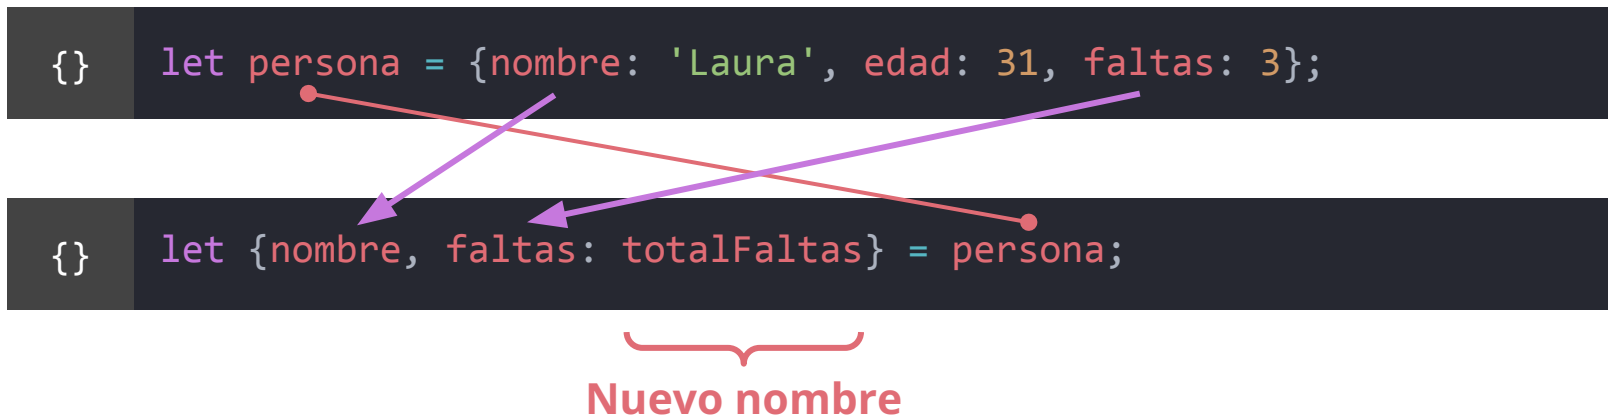 {} let persona = {nombre: 'Laura', edad: 31, faltas: 3};
{} let {nombre, faltas: totalFaltas} = persona;
Nuevo nombre